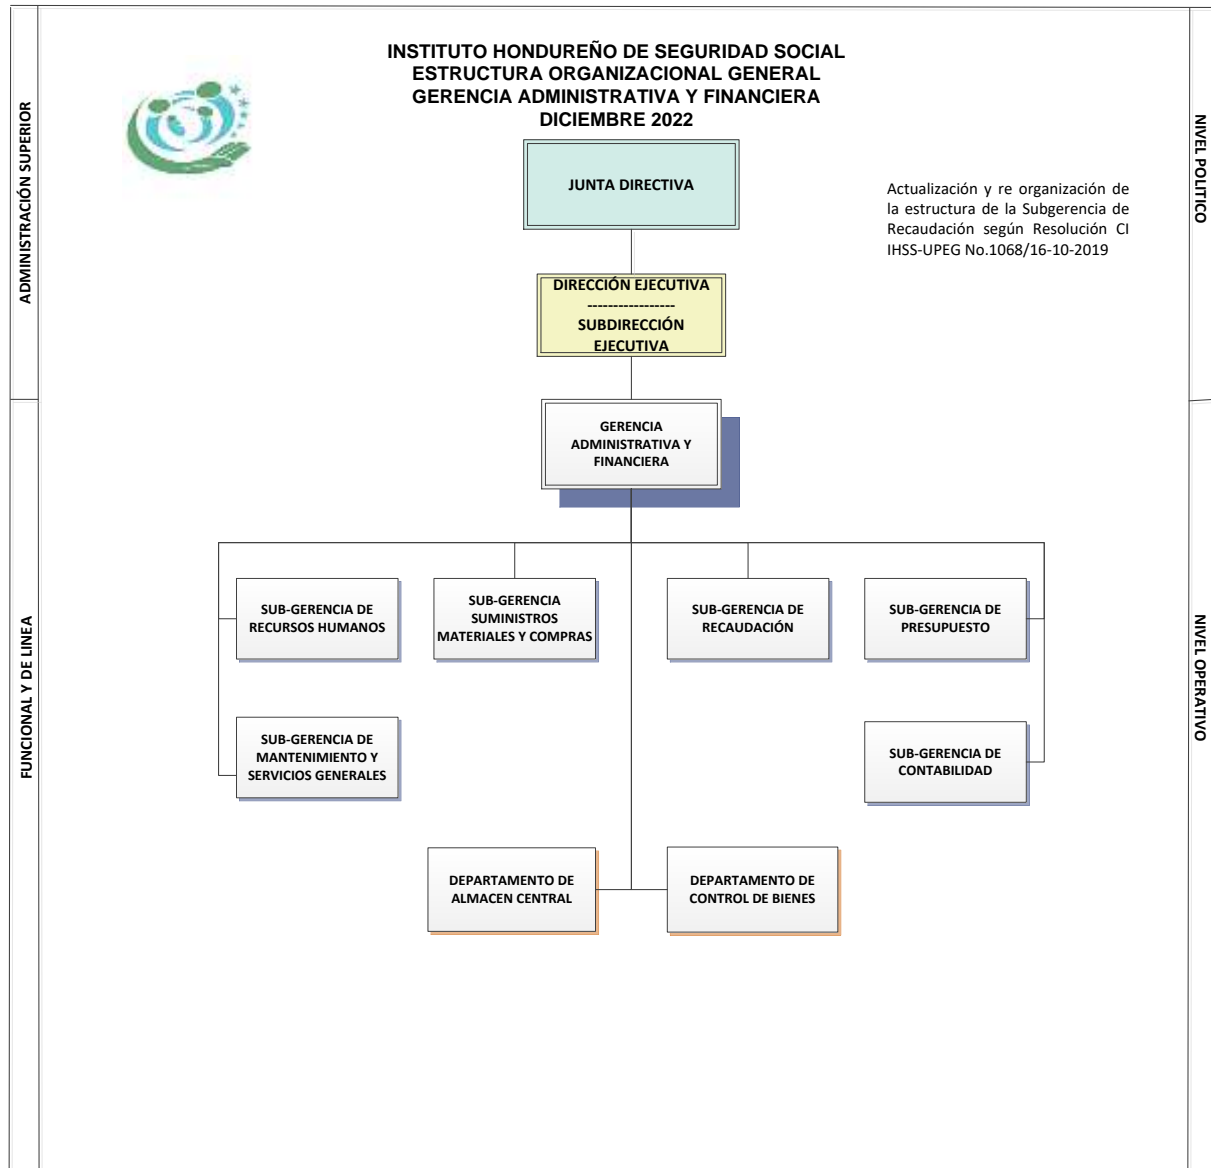 INSTITUTO HONDUREÑO DE SEGURIDAD SOCIAL
ESTRUCTURA ORGANIZACIONAL GENERAL
GERENCIA ADMINISTRATIVA Y FINANCIERA
DICIEMBRE 2022
ADMINISTRACIÓN SUPERIOR
NIVEL POLITICO
JUNTA DIRECTIVA
Actualización y re organización de
la estructura de la Subgerencia de
Recaudación según Resolución CI
IHSS-UPEG No.1068/16-10-2019
DIRECCIÓN EJECUTIVA
-----------------
SUBDIRECCIÓN
EJECUTIVA
GERENCIA
ADMINISTRATIVA Y
FINANCIERA
FUNCIONAL Y DE LINEA
NIVEL OPERATIVO
SUB-GERENCIA DE
RECURSOS HUMANOS
SUB-GERENCIA
SUMINISTROS
MATERIALES Y COMPRAS
SUB-GERENCIA DE
RECAUDACIÓN
SUB-GERENCIA DE
PRESUPUESTO
SUB-GERENCIA DE
MANTENIMIENTO Y
SERVICIOS GENERALES
SUB-GERENCIA DE
CONTABILIDAD
DEPARTAMENTO DE
ALMACEN CENTRAL
DEPARTAMENTO DE
CONTROL DE BIENES